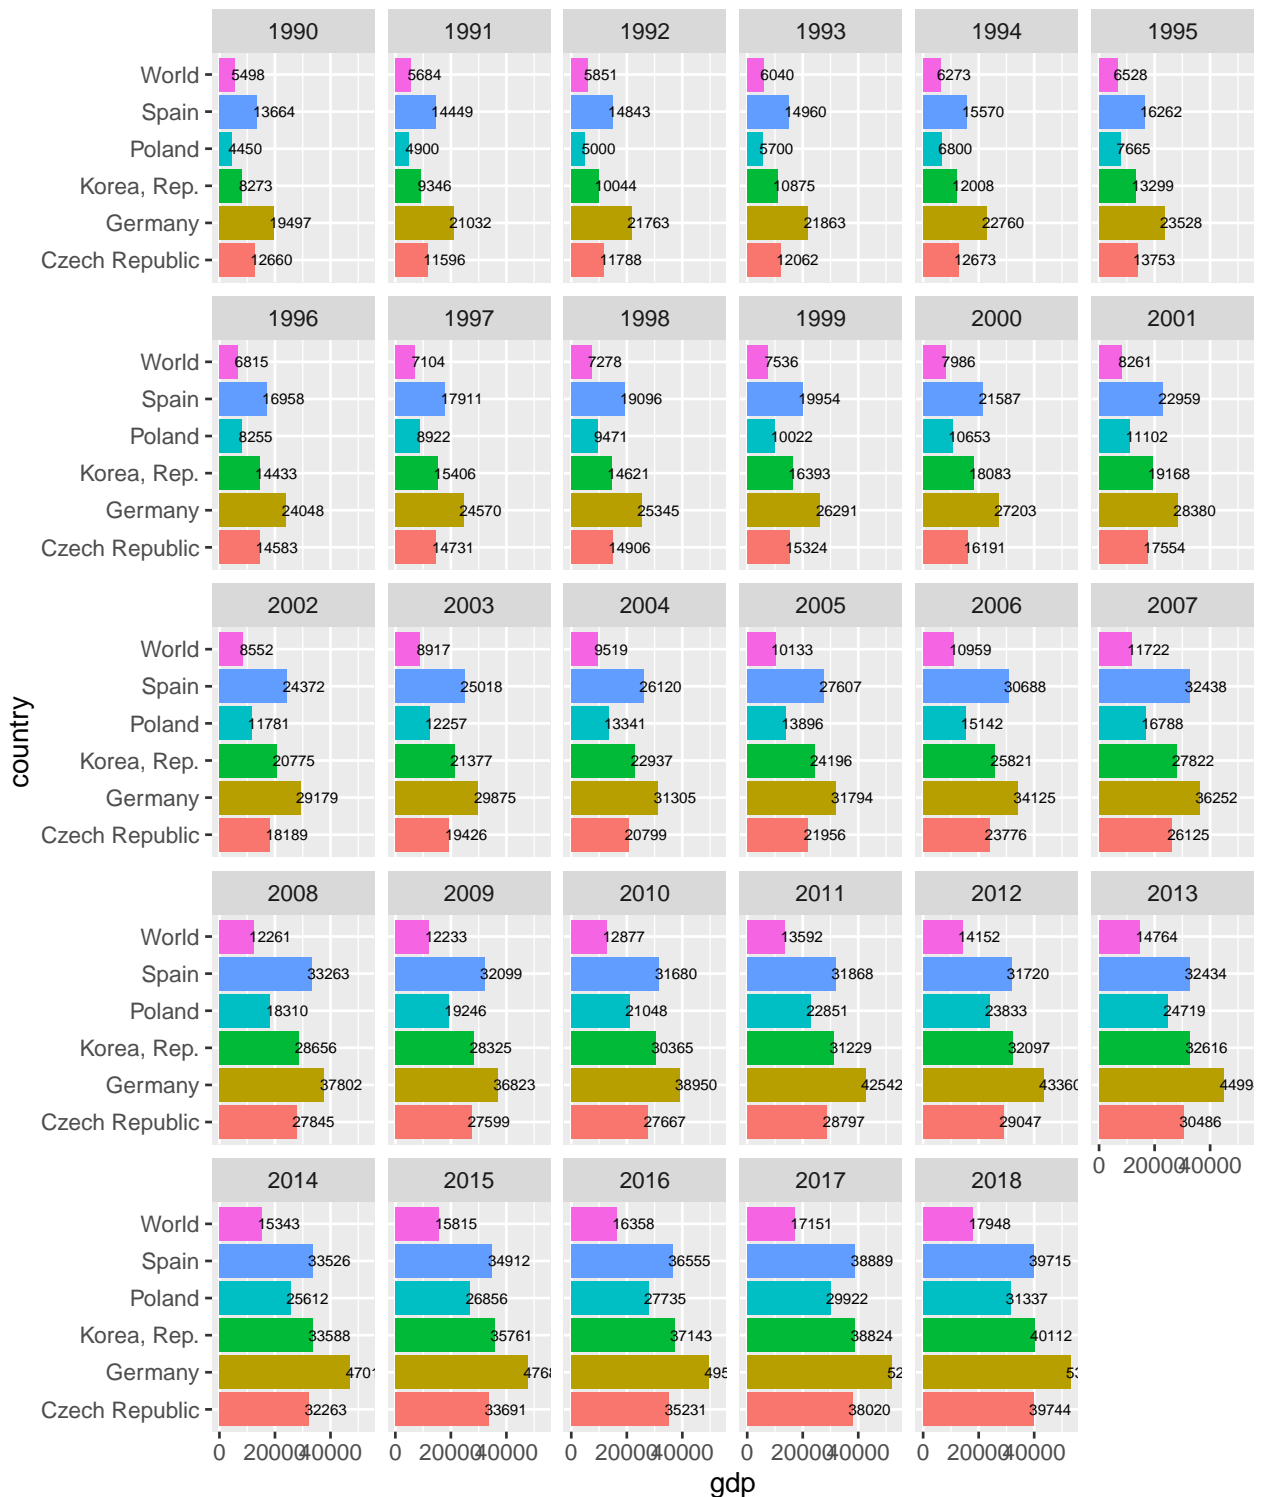 1990 1991 1992 1993 1994 1995
World 5498 5684 5851 6040 6273 6528
Spain 13664 14449 14843 14960 15570 16262
Poland 4450 4900 5000 5700 6800 7665
Korea, Rep. 8273 9346 10044 10875 12008 13299
Germany 19497 21032 21763 21863 22760 23528
Czech Republic 12660 11596 11788 12062 12673 13753
1996 1997 1998 1999 2000 2001
World 6815 7104 7278 7536 7986 8261
Spain 16958 17911 19096 19954 21587 22959
Poland 8255 8922 9471 10022 10653 11102
Korea, Rep. 14433 15406 14621 16393 18083 19168
Germany 24048 24570 25345 26291 27203 28380
Czech Republic 14583 14731 14906 15324 16191 17554
2002 2003 2004 2005 2006 2007
World 8552 8917 9519 10133 10959 11722
Spain 24372 25018 26120 27607 30688 32438
Poland 11781 12257 13341 13896 15142 16788
Korea, Rep. 20775 21377 22937 24196 25821 27822
Germany 29179 29875 31305 31794 34125 36252
Czech Republic 18189 19426 20799 21956 23776 26125
country
2008 2009 2010 2011 2012 2013
World 12261 12233 12877 13592 14152 14764
Spain 33263 32099 31680 31868 31720 32434
Poland 18310 19246 21048 22851 23833 24719
Korea, Rep. 28656 28325 30365 31229 32097 32616
Germany 37802 36823 38950 42542 43360 4499
Czech Republic 27845 27599 27667 28797 29047 30486
0 20000 40000
2014 2015 2016 2017 2018
World 15343 15815 16358 17151 17948
Spain 33526 34912 36555 38889 39715
Poland 25612 26856 27735 29922 31337
Korea, Rep. 33588 35761 37143 38824 40112
Germany 4701 476 495 52
Czech Republic 32263 33691 35231 38020 39744
0 20000 40000 0 20000 40000 0 20000 40000 0 20000 40000 0 20000 40000
gdp